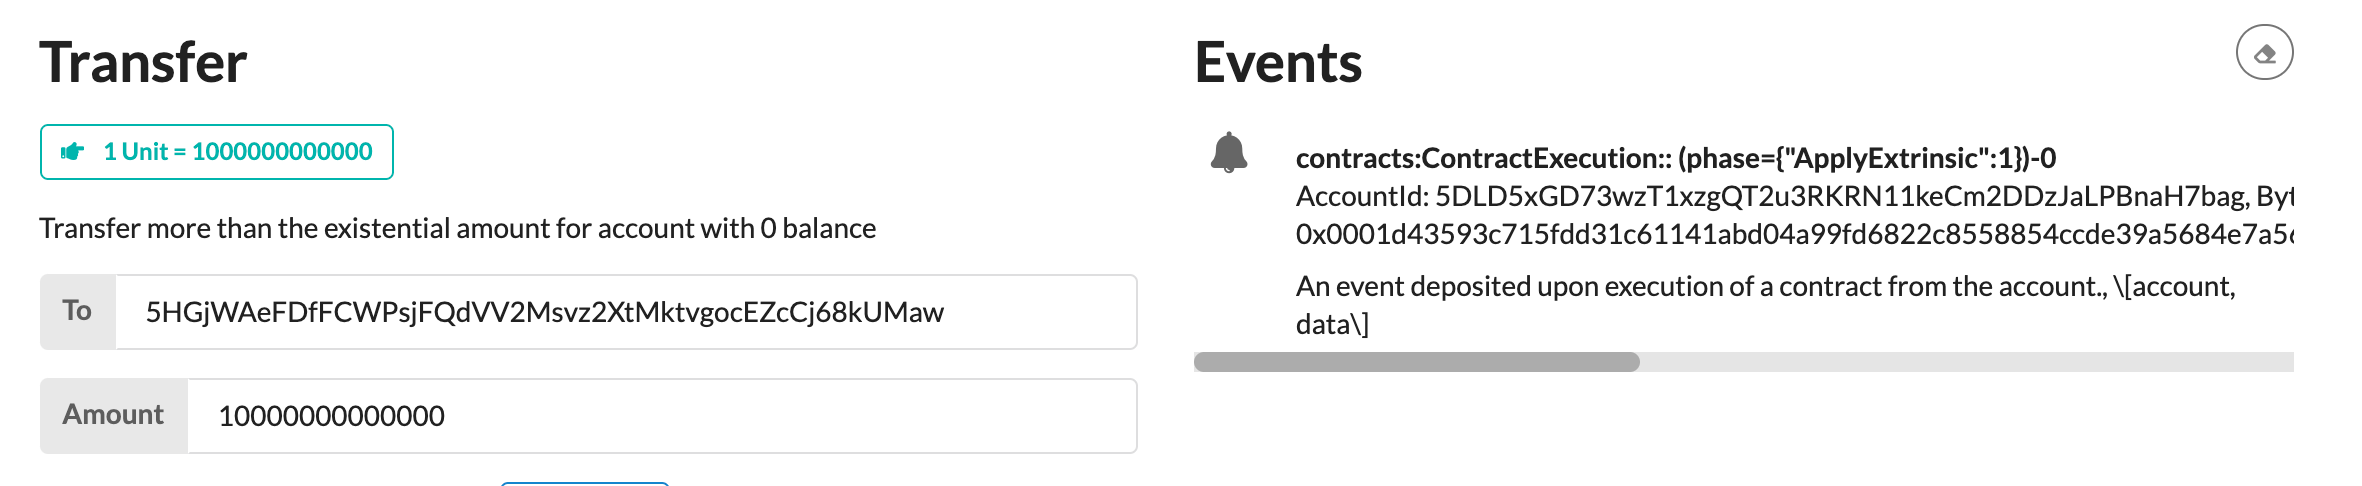 Transfer
1 Unit = 1000000000000
Transfer more than the existential amount for account with 0 balance
To
5HGjWAeFDfFCWPsjFQdVV2Msvz2XtMktvgocEZcCj68kUMaw
Amount
10000000000000
Events
contracts:ContractExecution:: (phase={"ApplyExtrinsic":1})-0
AccountId: 5DLD5xGD73wzT1xzgQT2u3RKRN11keCm2DDzJaLPBnaH7bag, Byt
0x0001d43593c715fdd31c61141abd04a99fd6822c8558854ccde39a5684e7a56
An event deposited upon execution of a contract from the account., \[account,
data\]